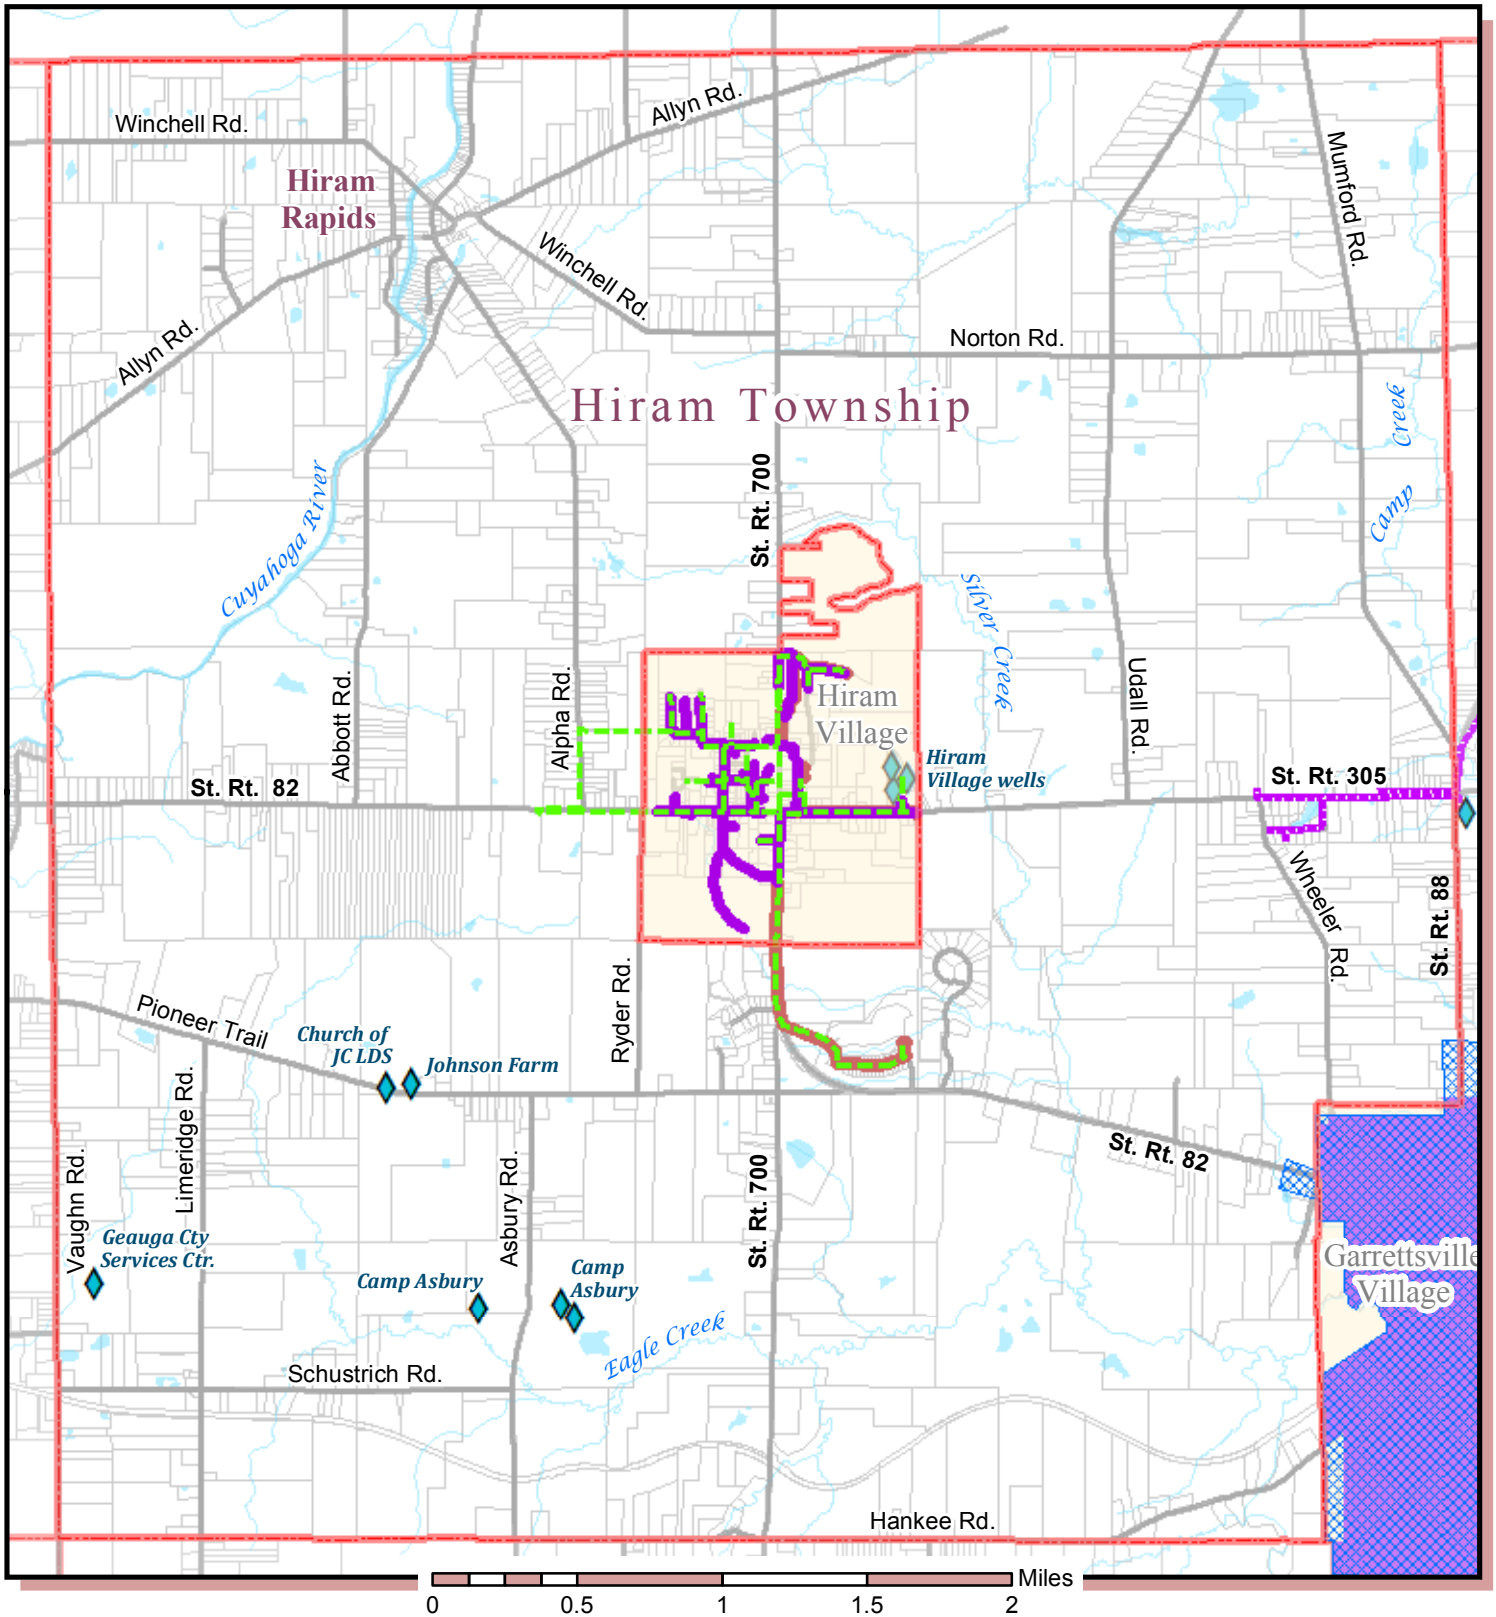 Winchell Rd.
Allyn Rd.
Mumford Rd.
Hiram
Rapids
Winchell Rd.
Allyn Rd.
Norton Rd.
Hiram Township
Creek
Camp
St. Rt. 700
Cuyahoga River
Silver Creek
Abbott Rd.
Alpha Rd.
Hiram
Village
Udall Rd.
Hiram
Village wells
St. Rt. 82
St. Rt. 305
Wheeler Rd.
St. Rt. 88
Pioneer Trail
Ryder Rd.
Church of
JC LDS
Johnson Farm
Limeridge Rd.
St. Rt. 82
Vaughn Rd.
Asbury Rd.
St. Rt. 700
Geauga Cty
Services Ctr.
Camp Asbury
Camp
Asbury
Garrettsville
Village
Eagle Creek
Schustrich Rd.
Hankee Rd.
Miles
0 0.5 1 1.5 2